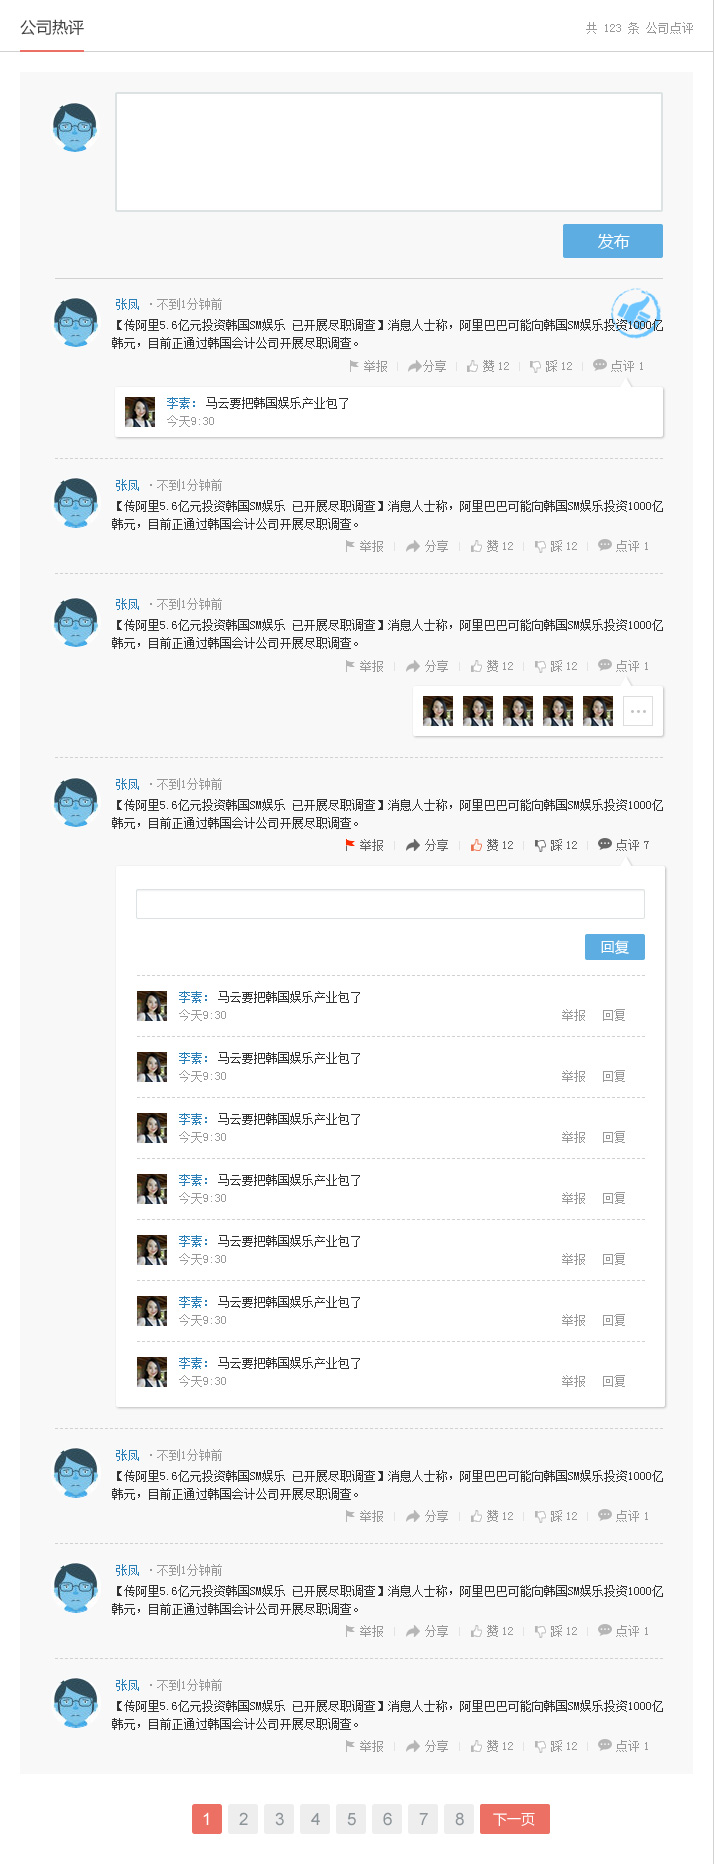 公司热评
共 123 条 公司点评
发布
张凤 ·不到1分钟前
【传阿里5.6亿元投资韩国SM娱乐 已开展尽职调查】消息人士称，阿里巴巴可能向韩国SM娱乐投资1000亿
韩元，目前正通过韩国会计公司开展尽职调查。
举报 分享 赞 12 踩 12 点评 1
李素： 马云要把韩国娱乐产业包了
今天9:30
张凤 ·不到1分钟前
【传阿里5.6亿元投资韩国SM娱乐 已开展尽职调查】消息人士称，阿里巴巴可能向韩国SM娱乐投资1000亿
韩元，目前正通过韩国会计公司开展尽职调查。
举报 分享 赞 12 踩 12 点评 1
张凤 ·不到1分钟前
【传阿里5.6亿元投资韩国SM娱乐 已开展尽职调查】消息人士称，阿里巴巴可能向韩国SM娱乐投资1000亿
韩元，目前正通过韩国会计公司开展尽职调查。
举报 分享 赞 12 踩 12 点评 1
张凤 ·不到1分钟前
【传阿里5.6亿元投资韩国SM娱乐 已开展尽职调查】消息人士称，阿里巴巴可能向韩国SM娱乐投资1000亿
韩元，目前正通过韩国会计公司开展尽职调查。
举报 分享 赞 12 踩 12 点评 7
回复
李素： 马云要把韩国娱乐产业包了
今天9:30 举报 回复
李素： 马云要把韩国娱乐产业包了
今天9:30 举报 回复
李素： 马云要把韩国娱乐产业包了
今天9:30 举报 回复
李素： 马云要把韩国娱乐产业包了
今天9:30 举报 回复
李素： 马云要把韩国娱乐产业包了
今天9:30 举报 回复
李素： 马云要把韩国娱乐产业包了
今天9:30 举报 回复
李素： 马云要把韩国娱乐产业包了
今天9:30 举报 回复
张凤 ·不到1分钟前
【传阿里5.6亿元投资韩国SM娱乐 已开展尽职调查】消息人士称，阿里巴巴可能向韩国SM娱乐投资1000亿
韩元，目前正通过韩国会计公司开展尽职调查。
举报 分享 赞 12 踩 12 点评 1
张凤 ·不到1分钟前
【传阿里5.6亿元投资韩国SM娱乐 已开展尽职调查】消息人士称，阿里巴巴可能向韩国SM娱乐投资1000亿
韩元，目前正通过韩国会计公司开展尽职调查。
举报 分享 赞 12 踩 12 点评 1
张凤 ·不到1分钟前
【传阿里5.6亿元投资韩国SM娱乐 已开展尽职调查】消息人士称，阿里巴巴可能向韩国SM娱乐投资1000亿
韩元，目前正通过韩国会计公司开展尽职调查。
举报 分享 赞 12 踩 12 点评 1
1 2 3 4 5 6 7 8 下一页